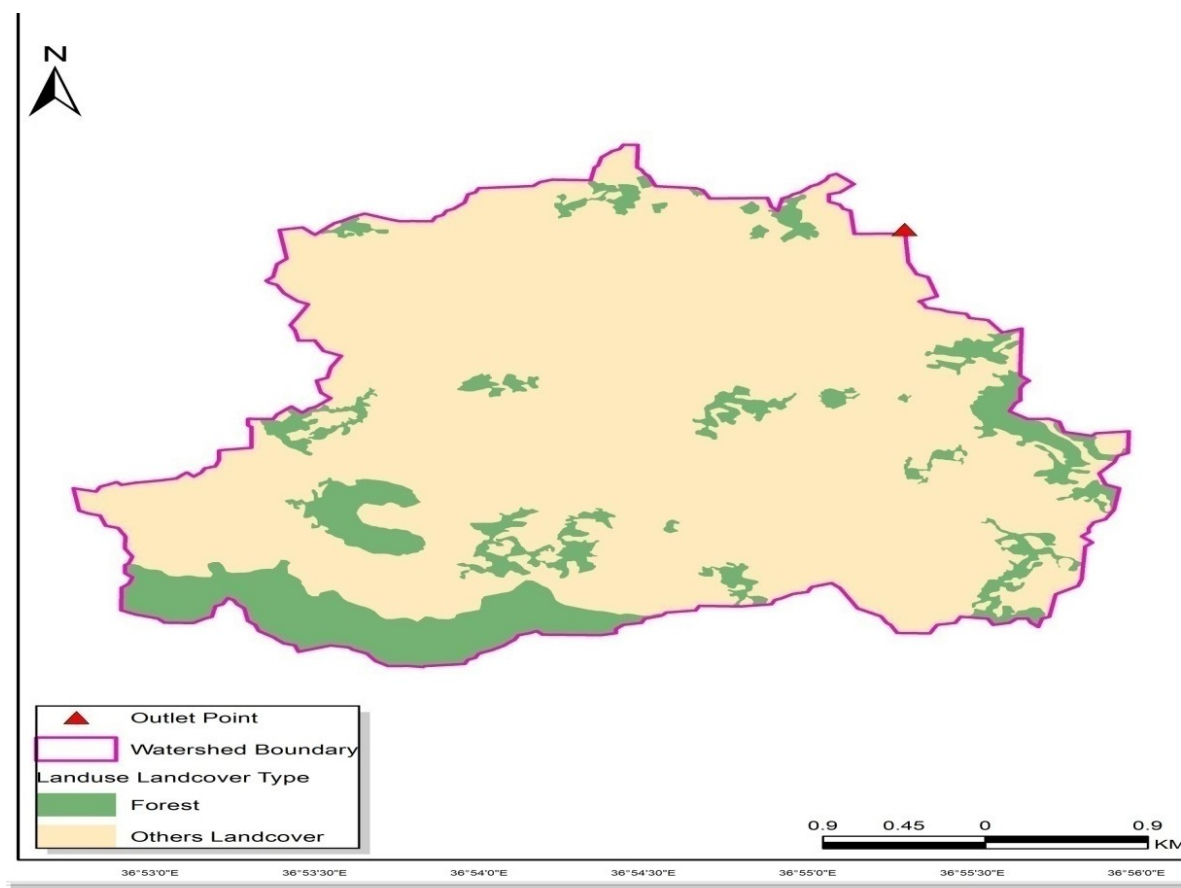 N
Outlet Point
Watershed Boundary
Landuse Landcover Type
Forest
Others Landcover
0.9 0.45 0 0.9
KM
36°53'0"E 36°53'30"E 36°54'0"E 36°54'30"E 36°55'0"E 36°55'30"E 36°56'0"E